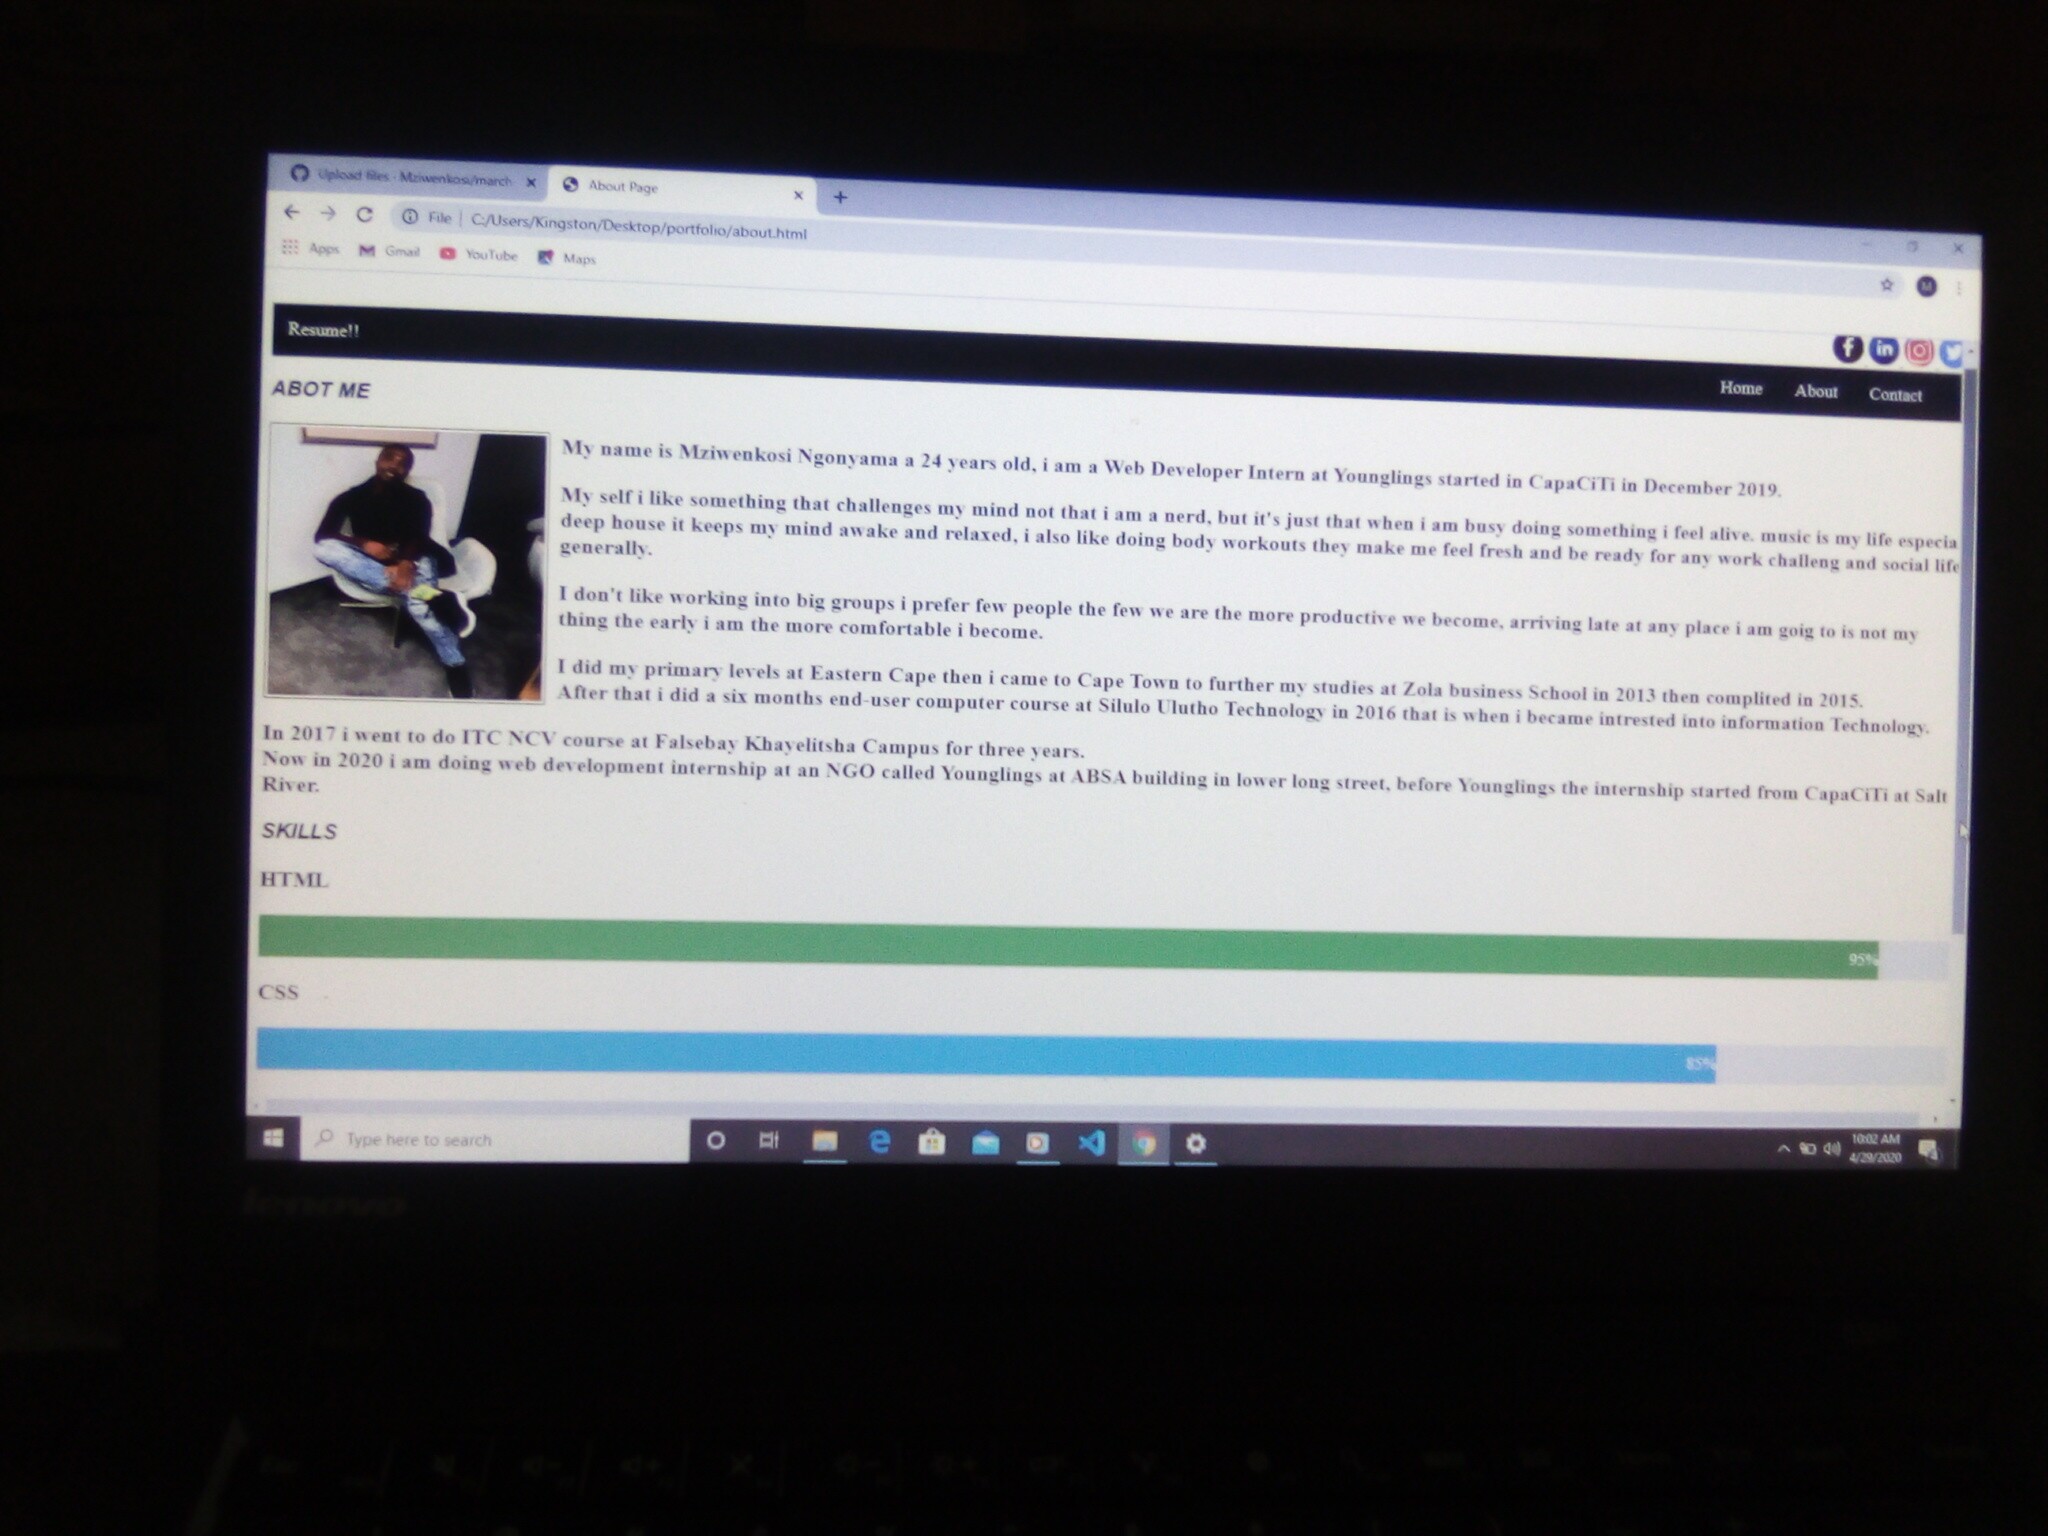 Upload files · Mziwenkosi/march
About Page
File | C:/Users/Kingston/Desktop/portfolio/about.html
Apps Gmail YouTube Maps
M
Resume!!
f in
Home About Contact
ABOT ME
My name is Mziwenkosi Ngonyama a 24 years old, i am a Web Developer Intern at Younglings started in CapaCiTi in December 2019.
My self i like something that challenges my mind not that i am a nerd, but it's just that when i am busy doing something i feel alive. music is my life especia
deep house it keeps my mind awake and relaxed, i also like doing body workouts they make me feel fresh and be ready for any work challeng and social life
generally.
I don't like working into big groups i prefer few people the few we are the more productive we become, arriving late at any place i am goig to is not my
thing the early i am the more comfortable i become.
I did my primary levels at Eastern Cape then i came to Cape Town to further my studies at Zola business School in 2013 then complited in 2015.
After that i did a six months end-user computer course at Silulo Ulutho Technology in 2016 that is when i became intrested into information Technology.
In 2017 i went to do ITC NCV course at Falsebay Khayelitsha Campus for three years.
Now in 2020 i am doing web development internship at an NGO called Younglings at ABSA building in lower long street, before Younglings the internship started from CapaCiTi at Salt
River.
SKILLS
HTML
95%
CSS
85%
Type here to search
10:02 AM
4/29/2020
lenovo